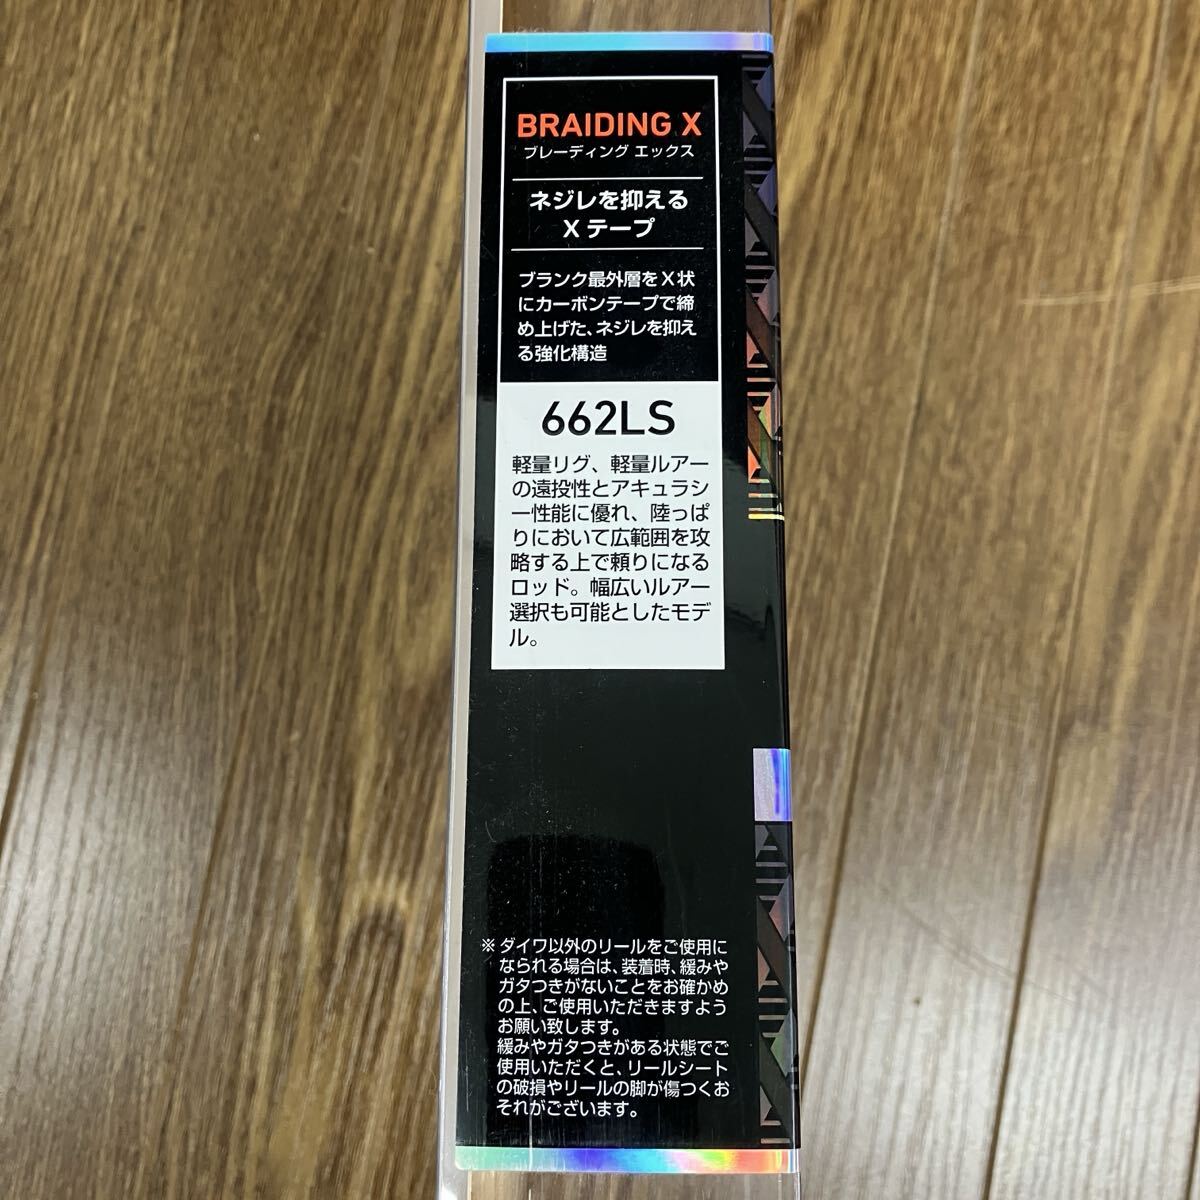 BRAIDING X
ブレーディング エックス
ネジレを抑える
X テープ
ブランク最外層をX状
にカーボンテープで締
め上げた、ネジレを抑え
る強化構造
662LS
軽量リグ、軽量ルアー
の遠投性とアキュラシ
ー性能に優れ、陸っぱ
りにおいて広範囲を攻
略する上で頼りになる
ロッド。幅広いルアー
選択も可能としたモデ
ル。
※ ダイワ以外のリールをご使用に
なられる場合は、装着時、緩みや
ガタつきがないことをお確かめ
の上、ご使用いただきますよう
お願い致します。
緩みやガタつきがある状態でご
使用いただくと、リールシート
の破損やリールの脚が傷つくお
それがございます。